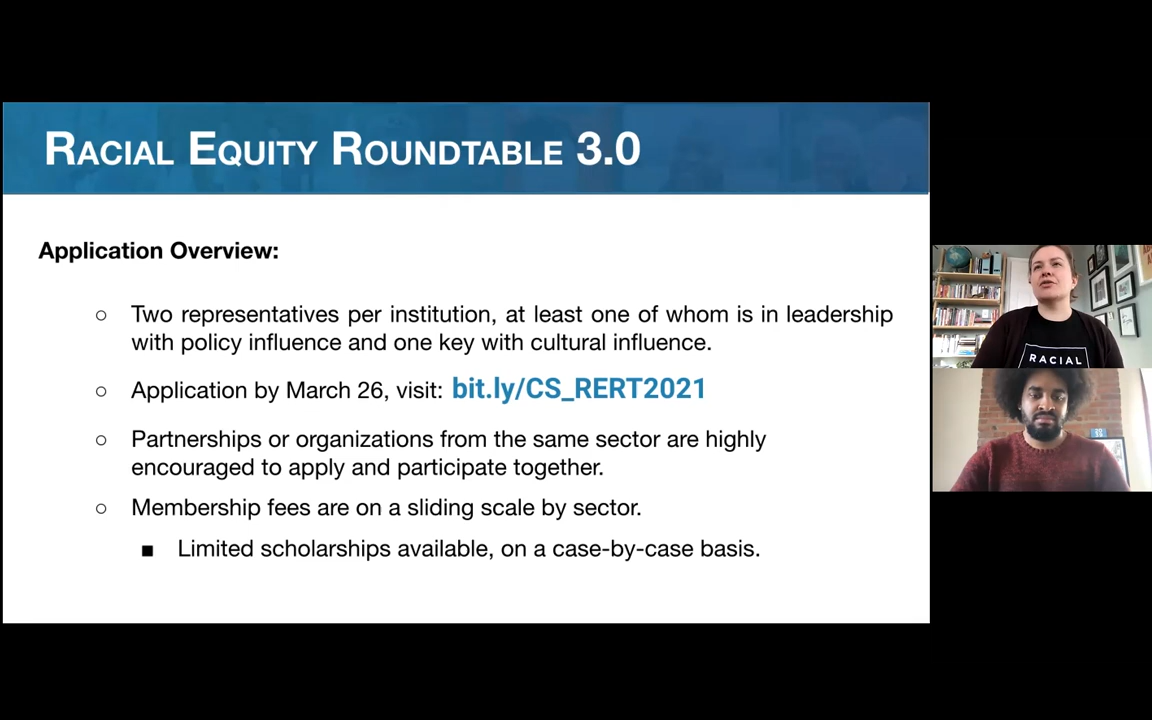 RACIAL EQUITY ROUNDTABLE 3.0
Application Overview:
○ Two representatives per institution, at least one of whom is in leadership
with policy influence and one key with cultural influence.
○ Application by March 26, visit: bit.ly/CS_RERT2021
○ Partnerships or organizations from the same sector are highly
encouraged to apply and participate together.
○ Membership fees are on a sliding scale by sector.
■ Limited scholarships available, on a case-by-case basis.
RACIAL